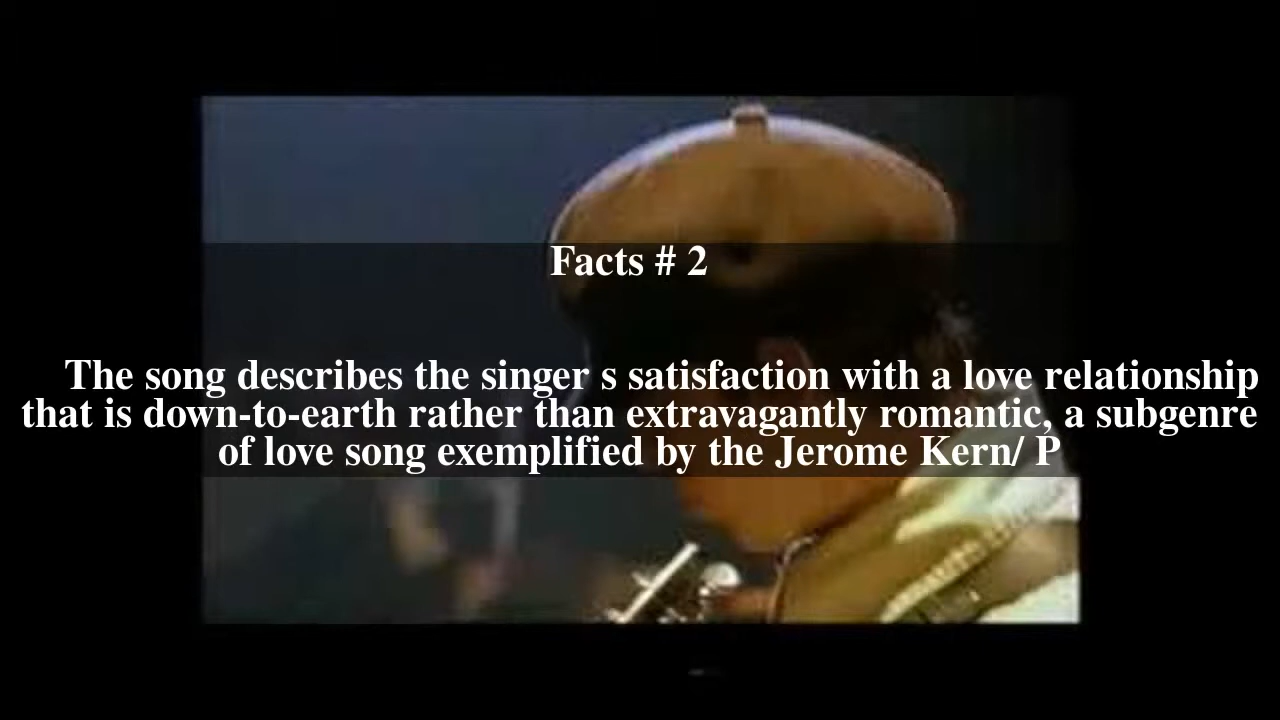 Facts # 2
The song describes the singer s satisfaction with a love relationship
that is down-to-earth rather than extravagantly romantic, a subgenre
of love song exemplified by the Jerome Kern/ P